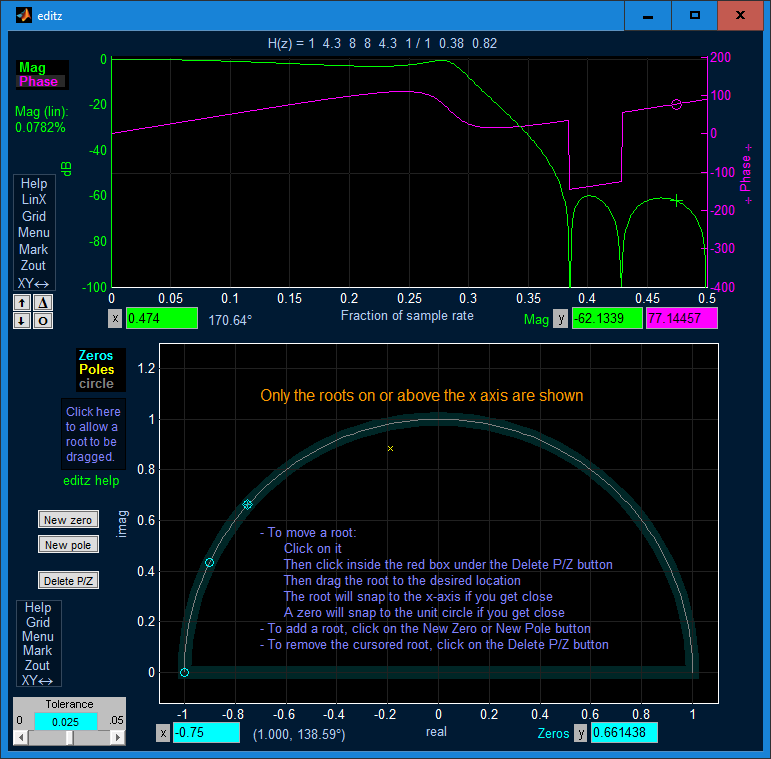 editz
H(z) = 1 4.3 8 8 4.3 1 / 1 0.38 0.82
Mag
Phase
Mag (lin):
0.0782%
dB
0
-20
-40
-60
-80
-100
200
100
0
-100
-200
-300
-400
÷ Phase ÷
0 0.05 0.1 0.15 0.2 0.25 0.3 0.35 0.4 0.45 0.5
Help
LinX
Grid
Menu
Mark
Zout
XY↔
x 0.474 170.64° Fraction of sample rate Mag y -62.1339 77.14457
Zeros
Poles
circle
Click here
to allow a
root to be
dragged.
editz help
New zero
New pole
Delete P/Z
Help
Grid
Menu
Mark
Zout
XY↔
Tolerance
0 0.025 .05
imag
1.2
1
0.8
0.6
0.4
0.2
0
Only the roots on or above the x axis are shown
- To move a root:
Click on it
Then click inside the red box under the Delete P/Z button
Then drag the root to the desired location
The root will snap to the x-axis if you get close
A zero will snap to the unit circle if you get close
- To add a root, click on the New Zero or New Pole button
- To remove the cursored root, click on the Delete P/Z button
-1 -0.8 -0.6 -0.4 -0.2 0 0.2 0.4 0.6 0.8 1
x -0.75 (1.000, 138.59°) real Zeros y 0.661438